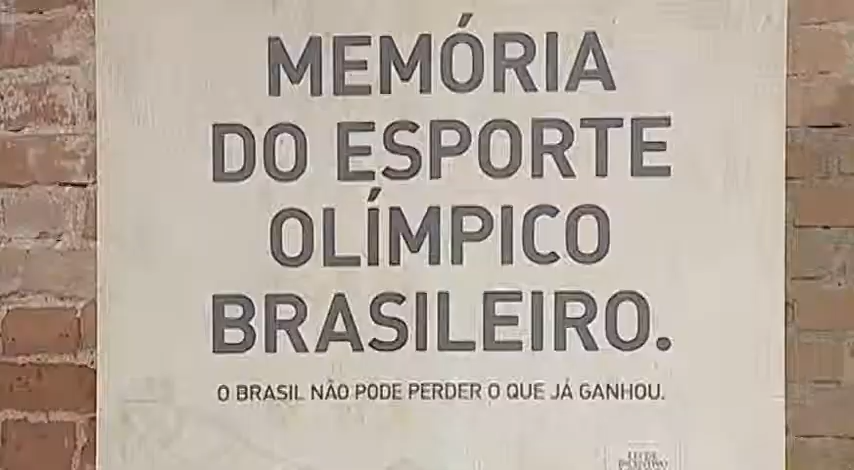 MEMÓRIA
DO ESPORTE
OLÍMPICO
BRASILEIRO.
O BRASIL NÃO PODE PERDER O QUE JÁ GANHOU.